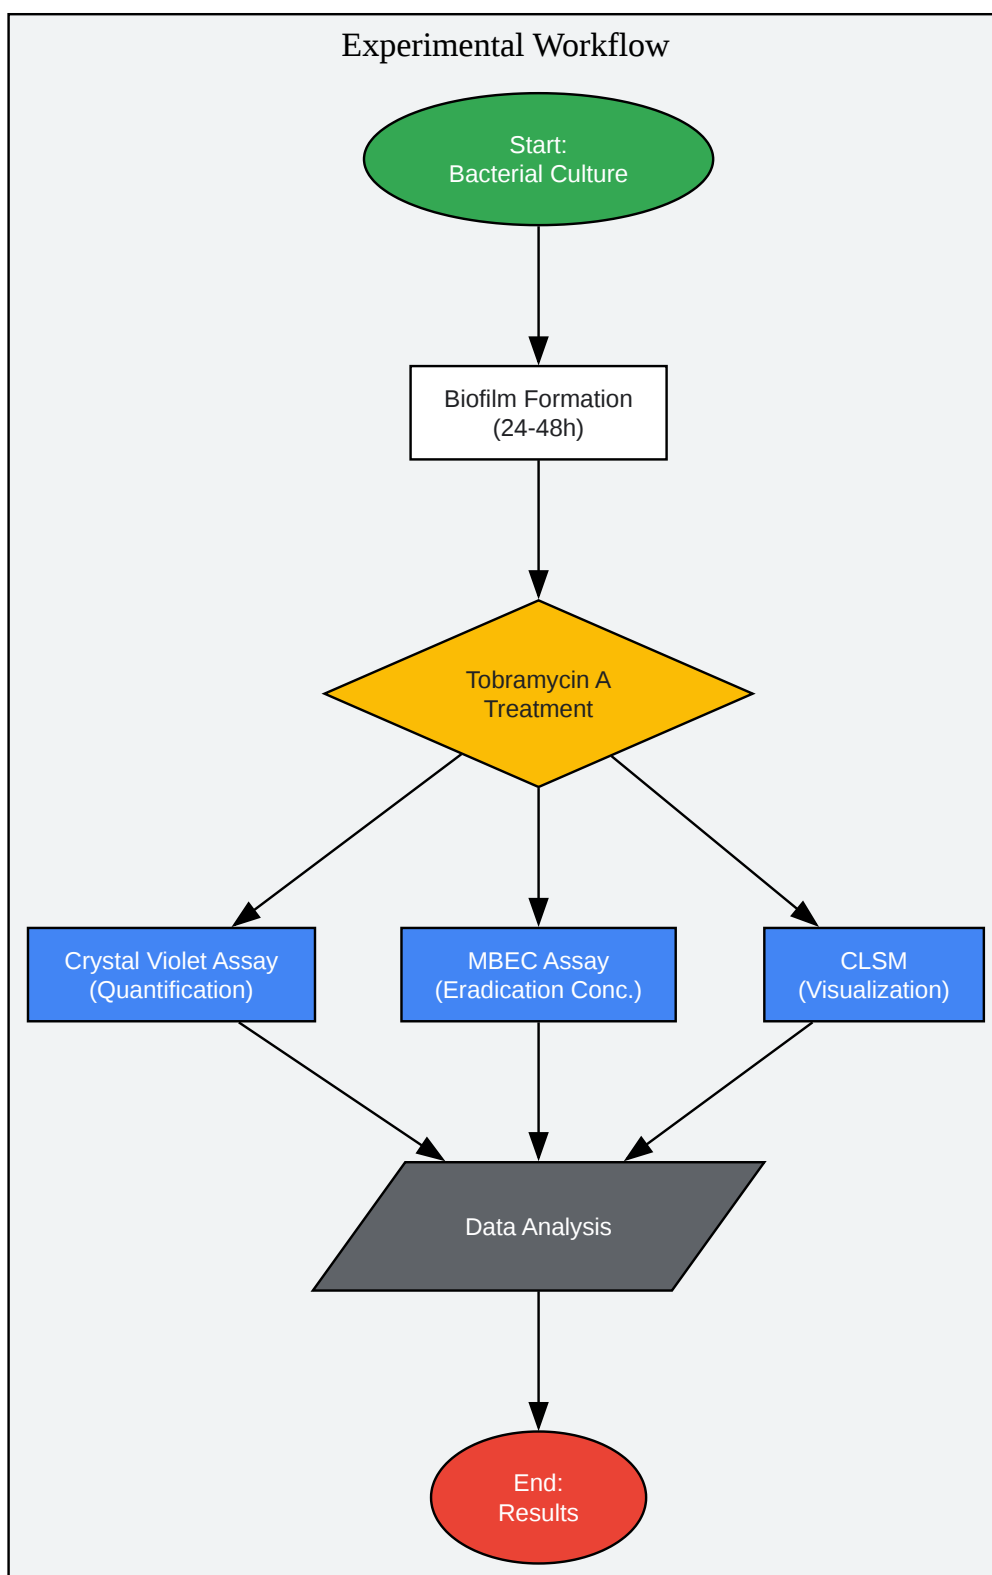 Experimental Workflow
Start:
Bacterial Culture
Biofilm Formation
(24-48h)
Tobramycin A
Treatment
Crystal Violet Assay
(Quantification)
MBEC Assay
(Eradication Conc.)
CLSM
(Visualization)
Data Analysis
End:
Results